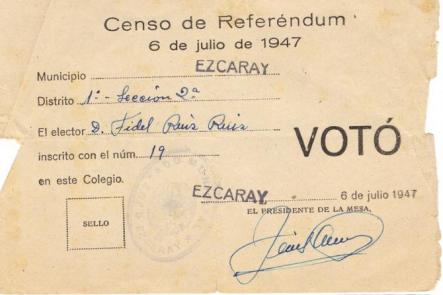 Censo de Referéndum
6 de julio de 1947
Municipio EZCARAY
Distrito 1º - Sección 2ª
El elector D. Fidel Ruiz Ruiz
inscrito con el núm. 19
VOTÓ
en este Colegio.
EZCARAY, 6 de julio 1947
EL PRESIDENTE DE LA MESA,
SELLO